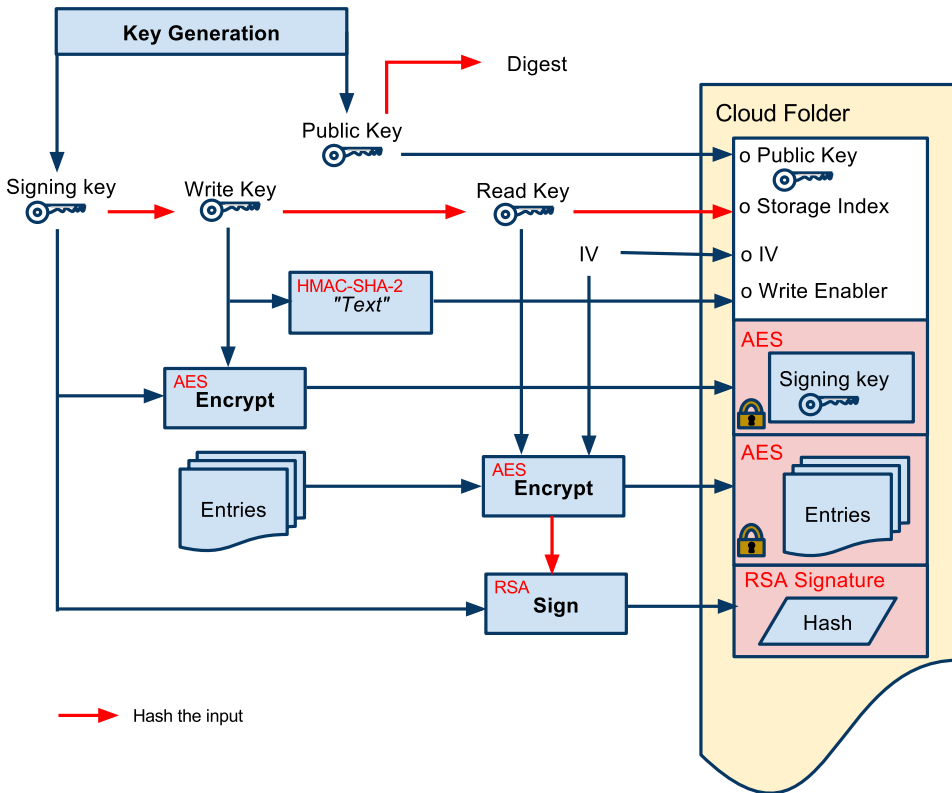 Key Generation
Digest
Public Key
Signing key
Write Key
Read Key
IV
HMAC-SHA-2
"Text"
AES
Encrypt
Entries
AES
Encrypt
RSA
Sign
Hash the input
Cloud Folder
o Public Key
o Storage Index
o IV
o Write Enabler
AES
Signing key
AES
Entries
RSA Signature
Hash